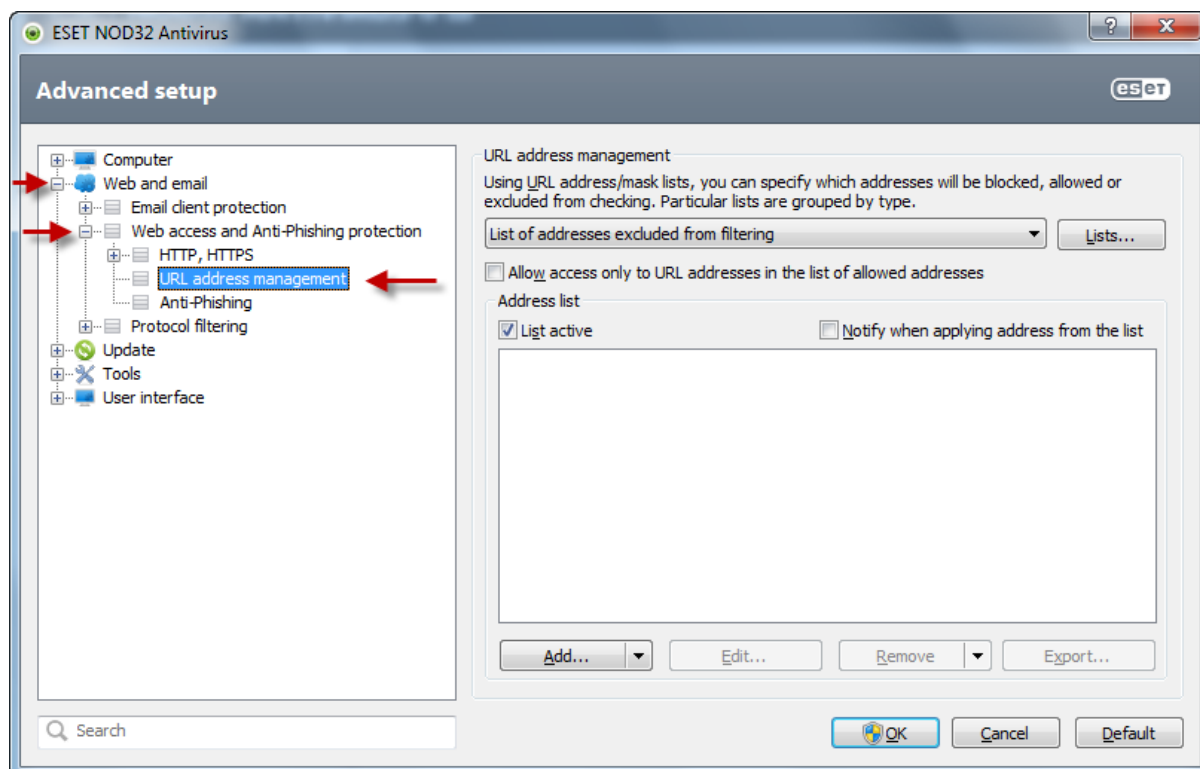 ESET NOD32 Antivirus
?
X
Advanced setup
eseT
Computer
Web and email
Email client protection
Web access and Anti-Phishing protection
HTTP, HTTPS
URL address management
Anti-Phishing
Protocol filtering
Update
Tools
User interface
Search
URL address management
Using URL address/mask lists, you can specify which addresses will be blocked, allowed or
excluded from checking. Particular lists are grouped by type.
List of addresses excluded from filtering
Lists...
Allow access only to URL addresses in the list of allowed addresses
Address list
List active
Notify when applying address from the list
Add...
Edit...
Remove
Export...
OK
Cancel
Default